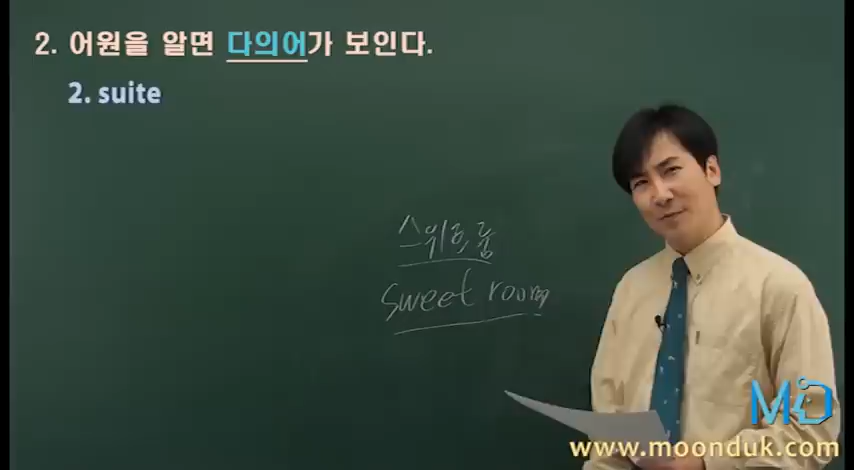 2. 어원을 알면 다의어가 보인다.
2. suite
스위트룸
sweet room
MD
www.moonduk.com